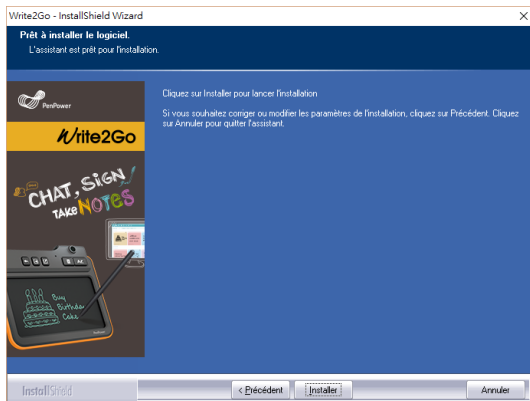 Write2Go - InstallShield Wizard
Prêt à installer le logiciel.
L'assistant est prêt pour l'installation.
PenPower
Write2Go
CHAT, SIGN
TAKE NOTES
Buy
Birthday
Cake
Cliquez sur Installer pour lancer l'installation
Si vous souhaitez corriger ou modifier les paramètres de l'installation, cliquez sur Précédent. Cliquez
sur Annuler pour quitter l'assistant.
InstallShield
< Précédent
Installer
Annuler